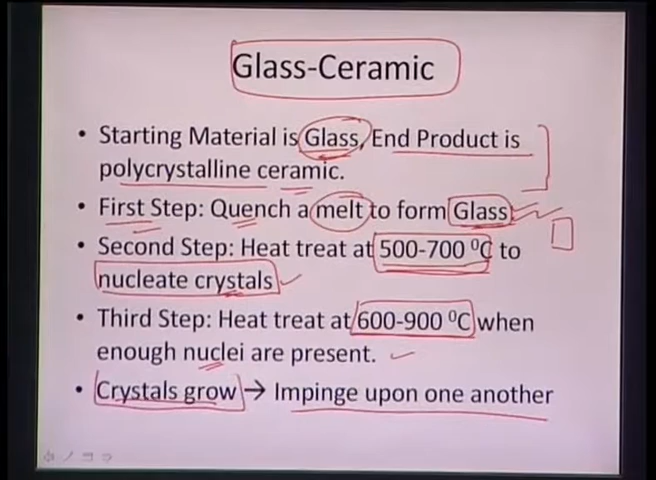 Glass-Ceramic
• Starting Material is Glass, End Product is
polycrystalline ceramic.
• First Step: Quench a melt to form Glass
• Second Step: Heat treat at 500-700 ⁰C to
nucleate crystals
• Third Step: Heat treat at 600-900 ⁰C when
enough nuclei are present.
• Crystals grow → Impinge upon one another